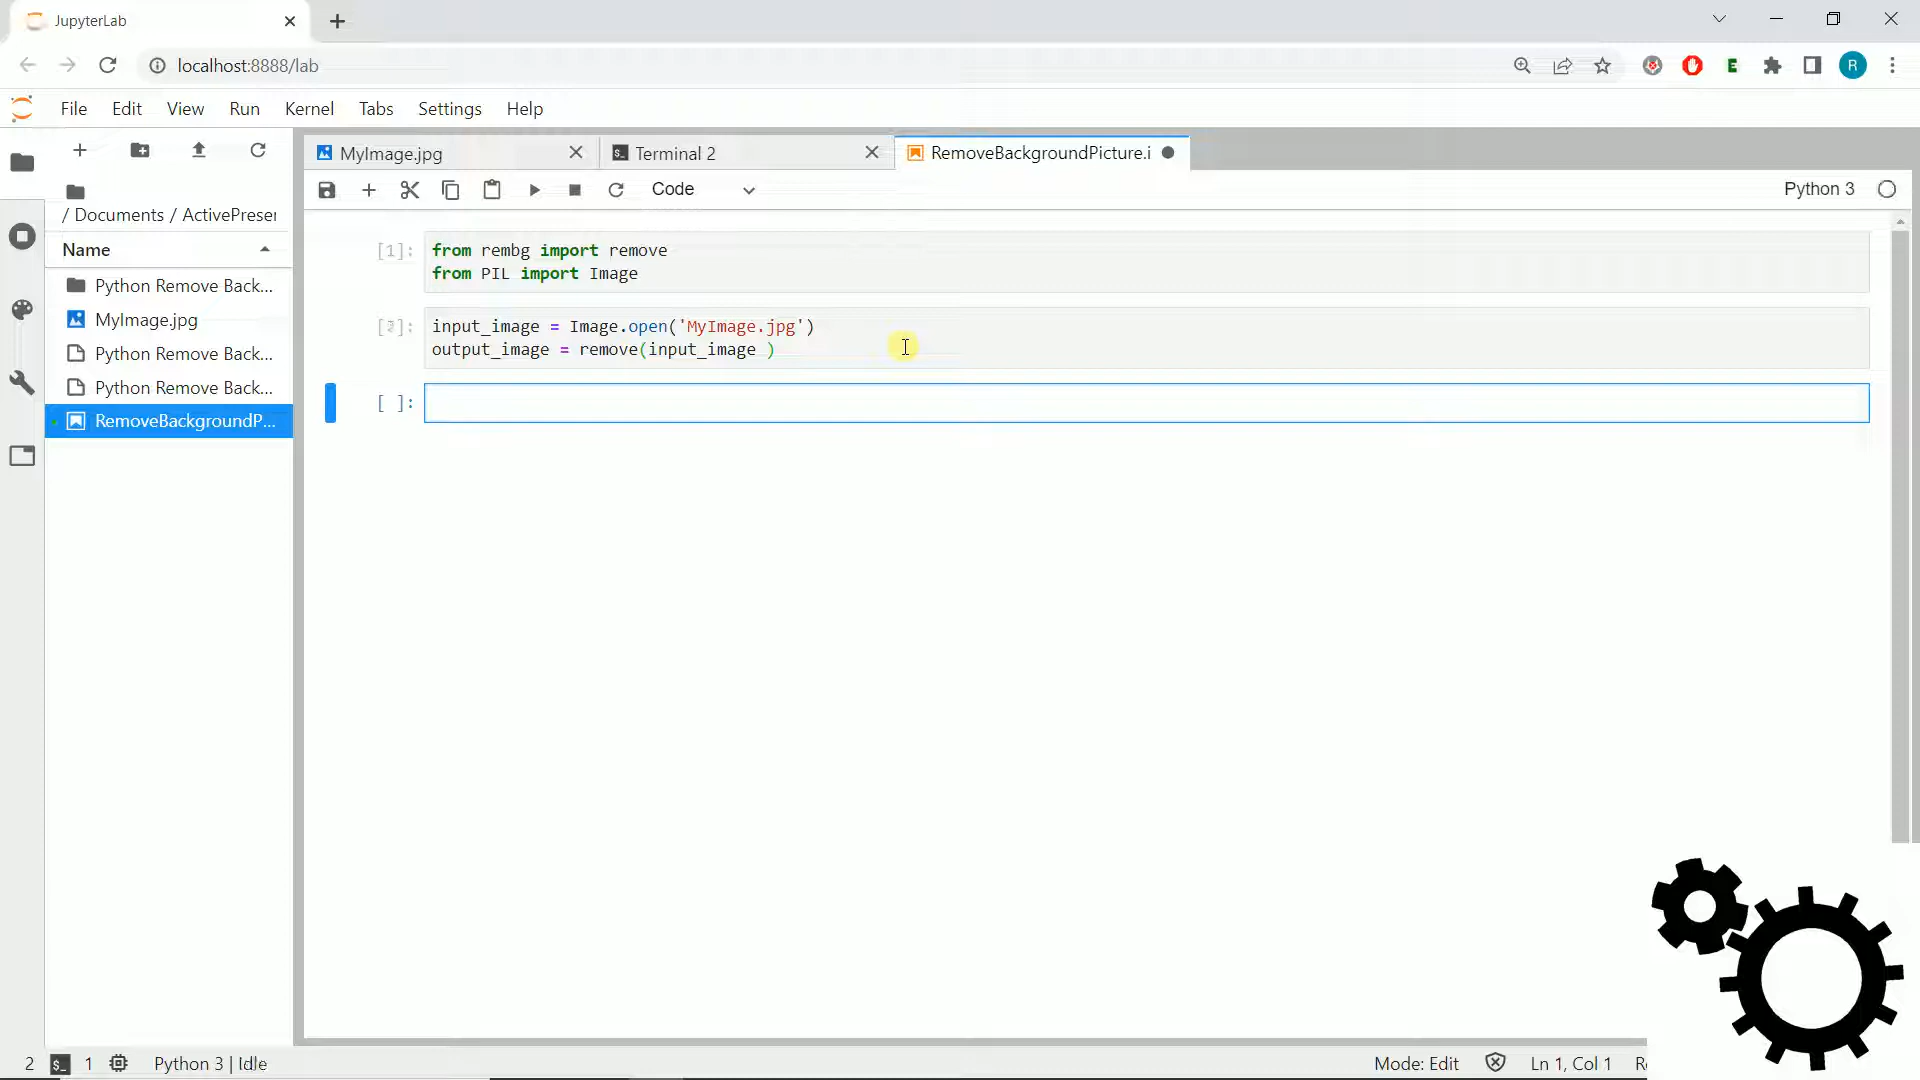 JupyterLab
localhost:8888/lab
E
R
File Edit View Run Kernel Tabs Settings Help
MyImage.jpg
Terminal 2
RemoveBackgroundPicture.i
Code
Python 3
/ Documents / ActivePreser
Name
Python Remove Back...
MyImage.jpg
Python Remove Back...
Python Remove Back...
RemoveBackgroundP...
[1]: from rembg import remove
from PIL import Image
input_image = Image.open('MyImage.jpg')
output_image = remove(input_image )
[ ]:
2 $_ 1 Python 3 | Idle
Mode: Edit Ln 1, Col 1